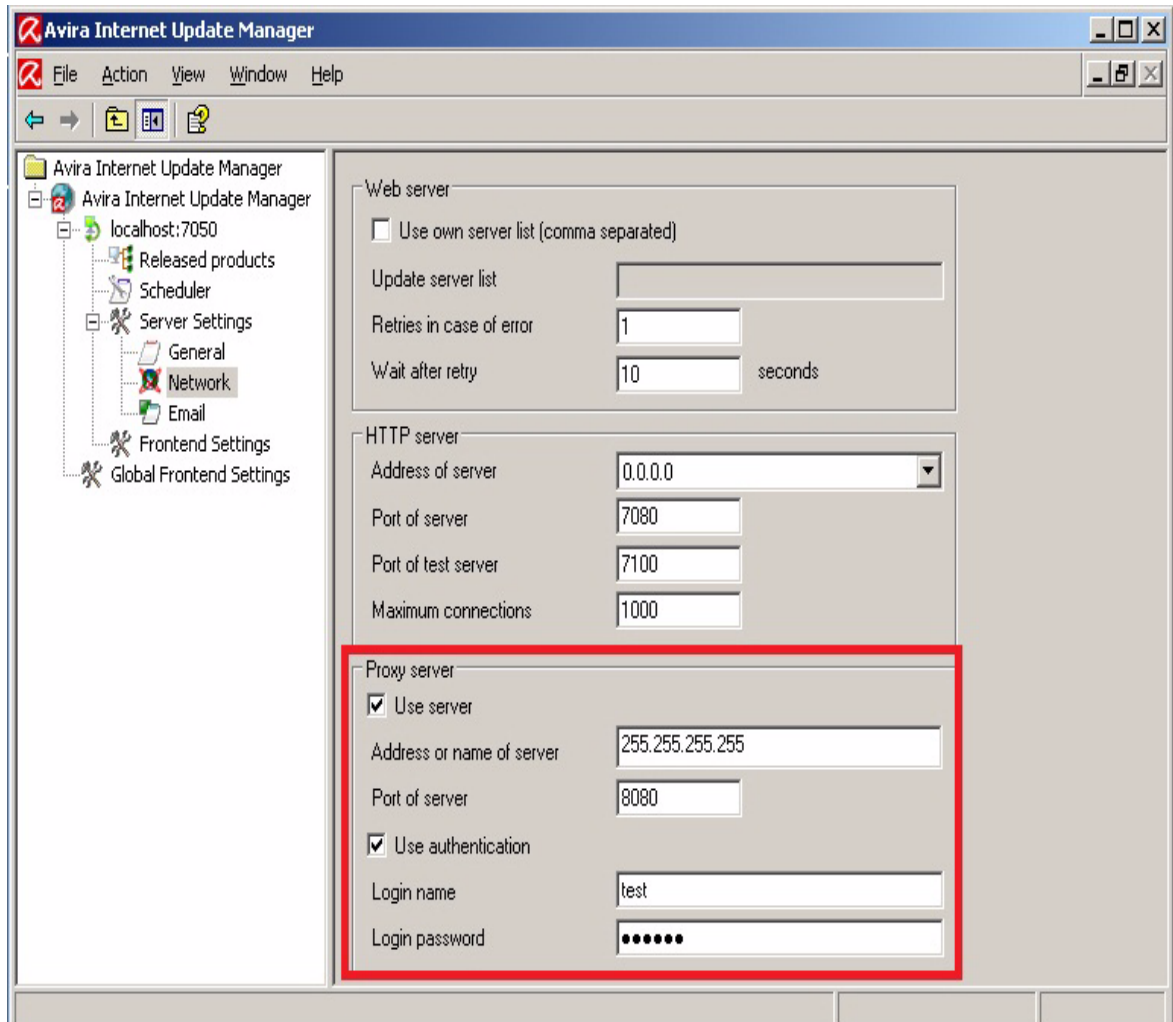 Avira Internet Update Manager
File Action View Window Help
Avira Internet Update Manager
Avira Internet Update Manager
localhost:7050
Released products
Scheduler
Server Settings
General
Network
Email
Frontend Settings
Global Frontend Settings
Web server
Use own server list (comma separated)
Update server list
Retries in case of error 1
Wait after retry 10 seconds
HTTP server
Address of server 0.0.0.0
Port of server 7080
Port of test server 7100
Maximum connections 1000
Proxy server
Use server
Address or name of server 255.255.255.255
Port of server 8080
Use authentication
Login name test
Login password ●●●●●●